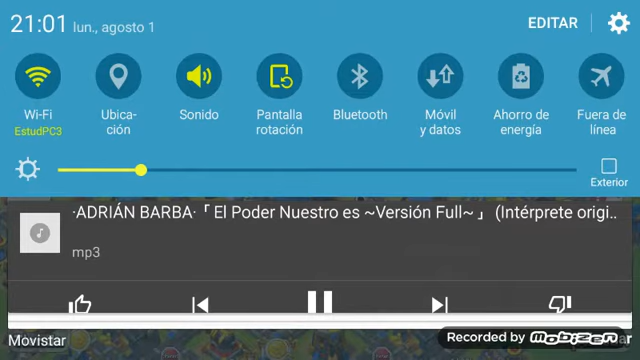 21:01 lun., agosto 1
EDITAR
Wi-Fi
EstudPC3
Ubica-
ción
Sonido
Pantalla
rotación
Bluetooth
Móvil
y datos
Ahorro de
energía
Fuera de
línea
Exterior
·ADRIÁN BARBA·「 El Poder Nuestro es ~Versión Full~ 」 (Intérprete origi..
mp3
Movistar
Recorded by Mobizen